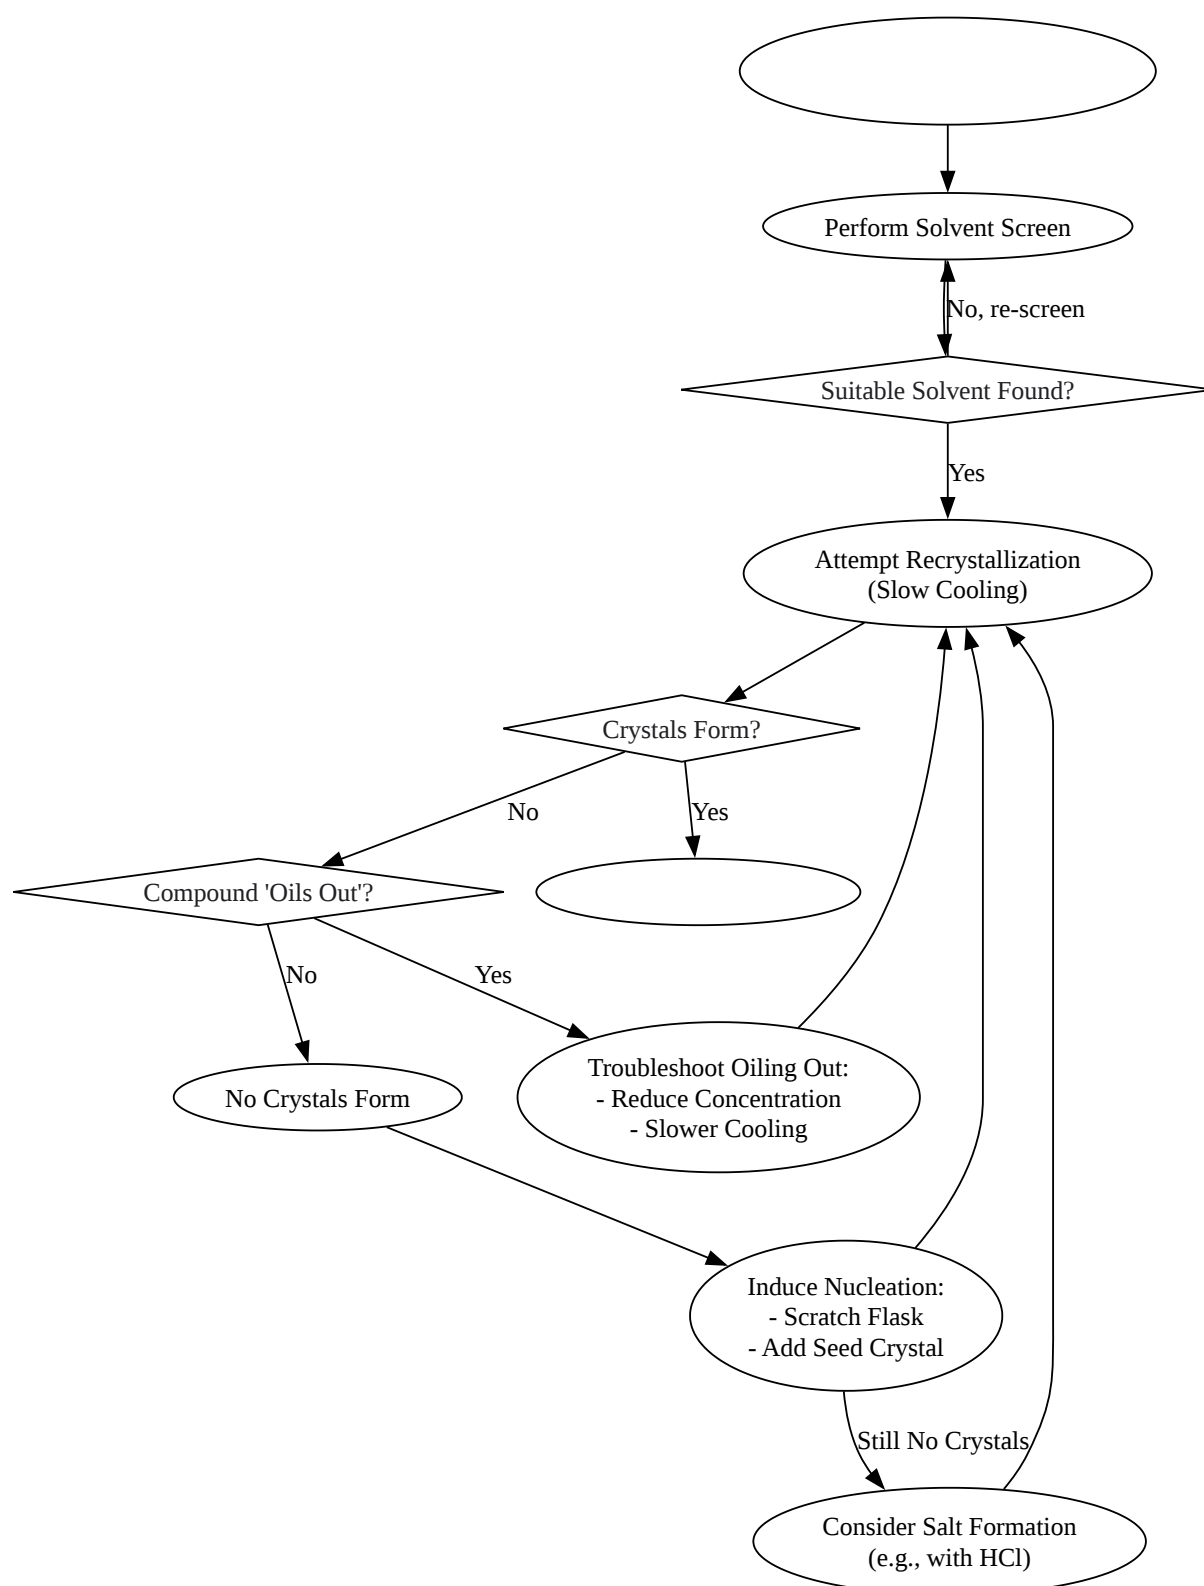 Perform Solvent Screen
No, re-screen
Suitable Solvent Found?
Yes
Attempt Recrystallization
(Slow Cooling)
Crystals Form?
No
Yes
Compound 'Oils Out'?
No
Yes
Troubleshoot Oiling Out:
- Reduce Concentration
- Slower Cooling
No Crystals Form
Induce Nucleation:
- Scratch Flask
- Add Seed Crystal
Still No Crystals
Consider Salt Formation
(e.g., with HCl)